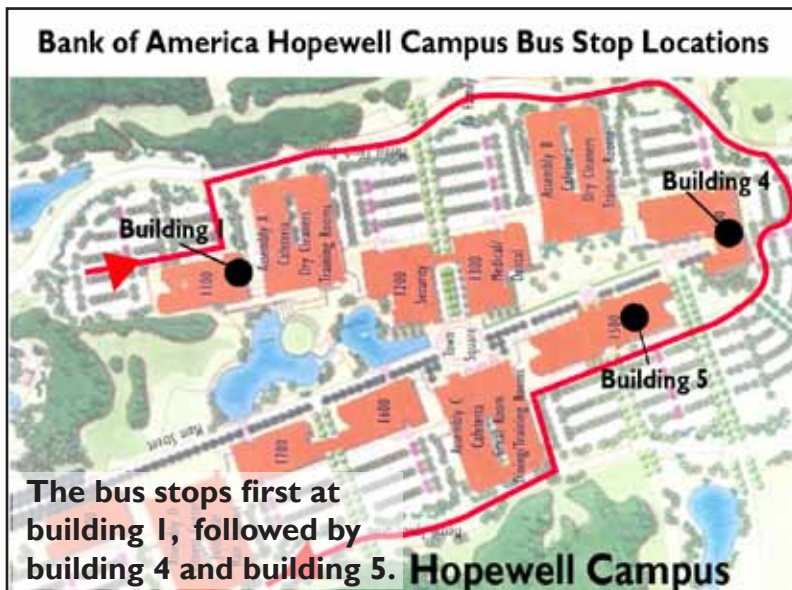 Bank of America Hopewell Campus Bus Stop Locations
Building 4
Building 1
Assembly B
Cafeteria
Dry Cleaners
Training Rooms
Assembly A
Cafeteria
Dry Cleaners
Training Rooms
1100
1200
Security
1300
Medical/
Dental
Town
Square
1500
Building 5
Assembly C
Cafeteria
Great Room
Dining/Training Rooms
1600
1700
Main Street
The bus stops first at
building 1, followed by
building 4 and building 5.
Hopewell Campus